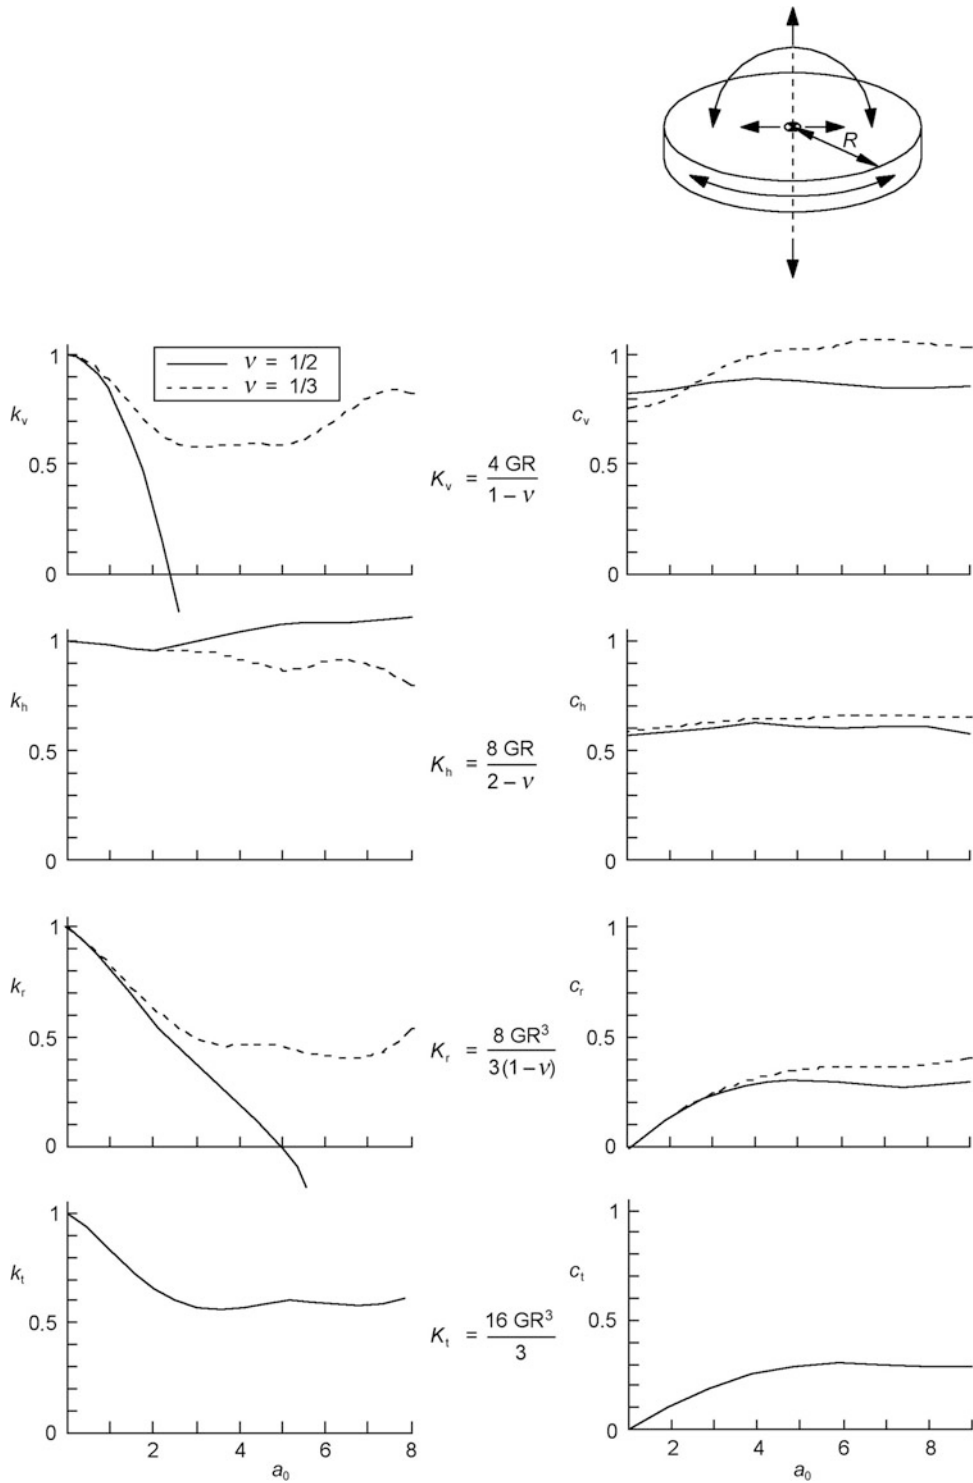 R
1
0.5
0
k_v
ν = 1/2
ν = 1/3
K_v = 4 GR / 1 – ν
1
0.5
0
c_v
1
0.5
0
k_h
K_h = 8 GR / 2 – ν
1
0.5
0
c_h
1
0.5
0
k_r
K_r = 8 GR³ / 3(1–ν)
1
0.5
0
c_r
1
0.5
0
k_t
2 4 6 8
a_0
K_t = 16 GR³ / 3
1
0.5
0
c_t
2 4 6 8
a_0